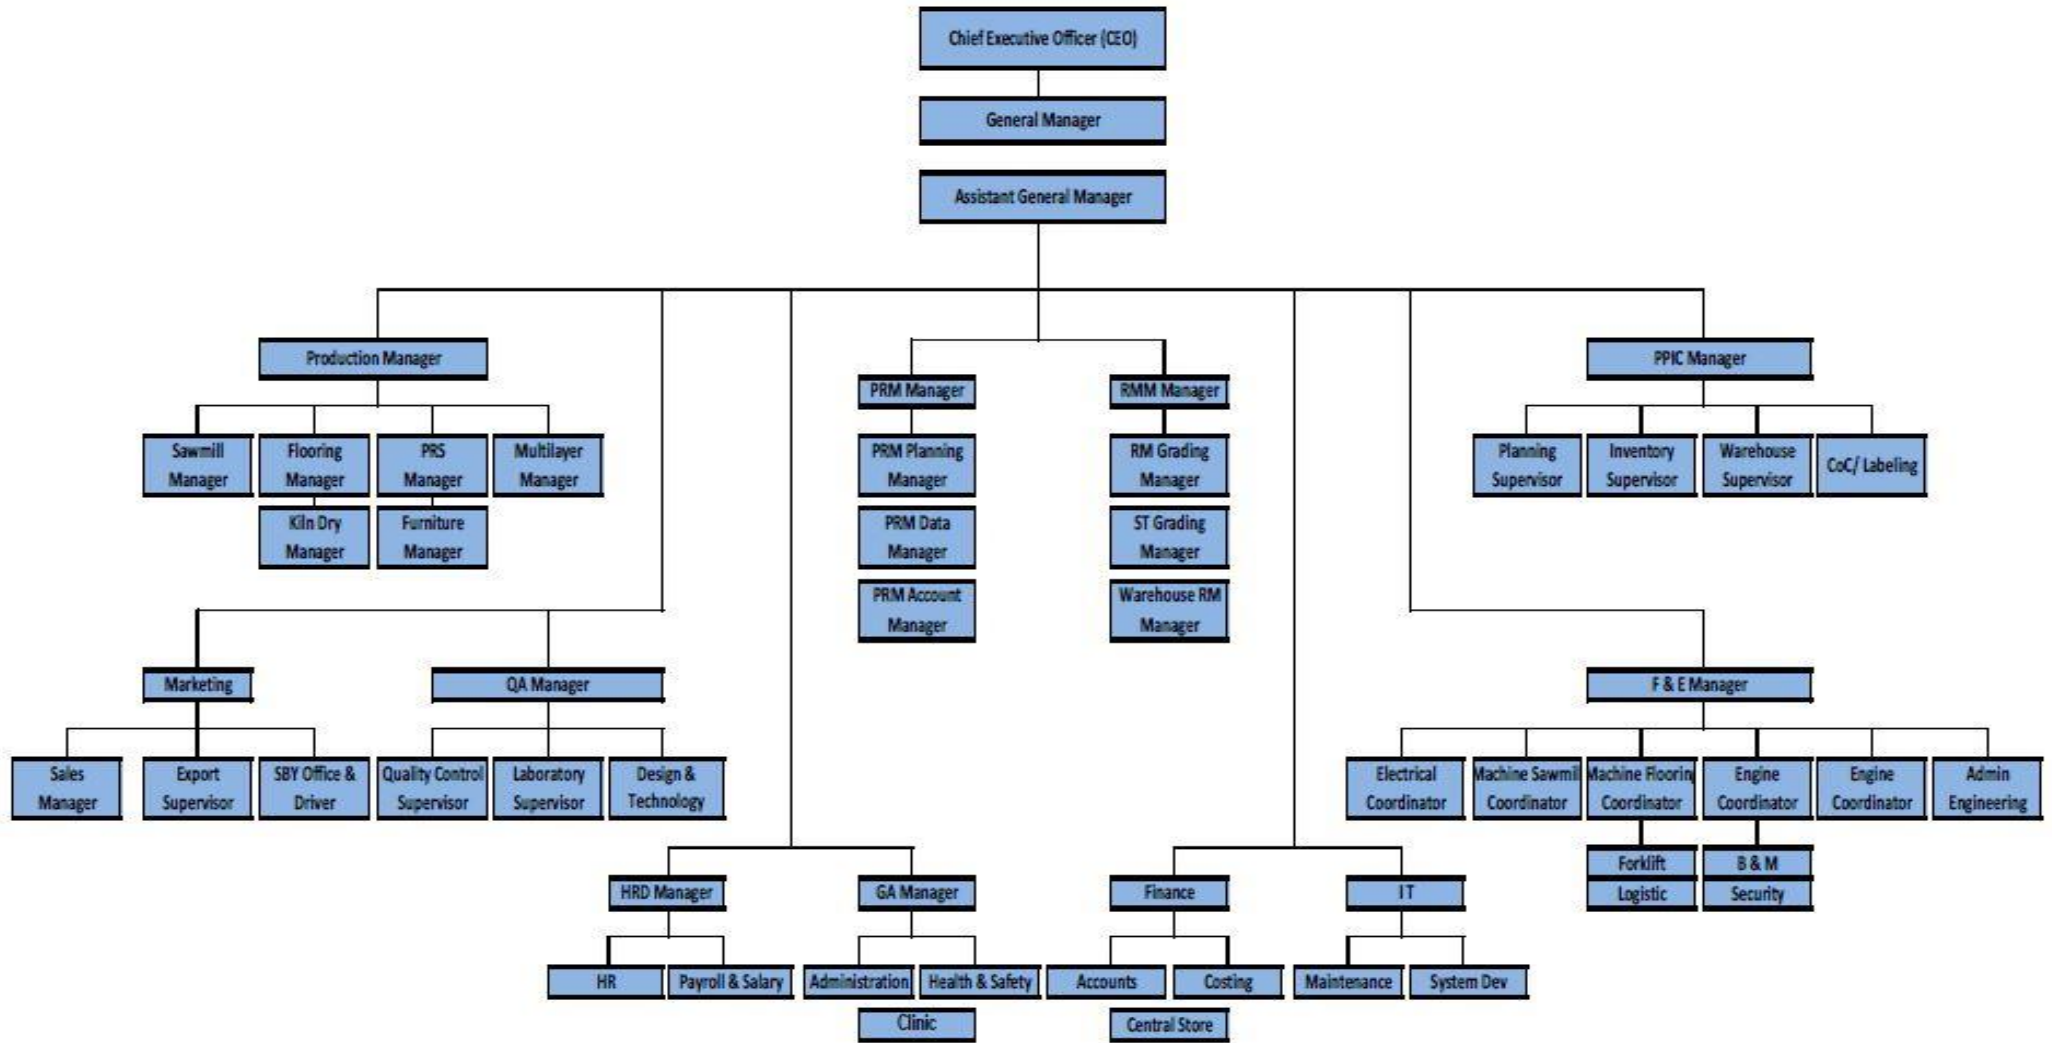 Chief Executive Officer (CEO)
General Manager
Assistant General Manager
Production Manager
PPIC Manager
PRM Manager
RMM Manager
Sawmill
Manager
Flooring
Manager
PRS
Manager
Multilayer
Manager
PRM Planning
Manager
RM Grading
Manager
Planning
Supervisor
Inventory
Supervisor
Warehouse
Supervisor
CoC/ Labeling
Kiln Dry
Manager
Furniture
Manager
PRM Data
Manager
ST Grading
Manager
PRM Account
Manager
Warehouse RM
Manager
Marketing
QA Manager
F & E Manager
Sales
Manager
Export
Supervisor
SBY Office &
Driver
Quality Control
Supervisor
Laboratory
Supervisor
Design &
Technology
Electrical
Coordinator
Machine Sawmil
Coordinator
Machine Floorin
Coordinator
Engine
Coordinator
Engine
Coordinator
Admin
Engineering
Forklift
B & M
Logistic
Security
HRD Manager
GA Manager
Finance
I T
HR
Payroll & Salary
Administration
Health & Safety
Accounts
Costing
Maintenance
System Dev
Clinic
Central Store